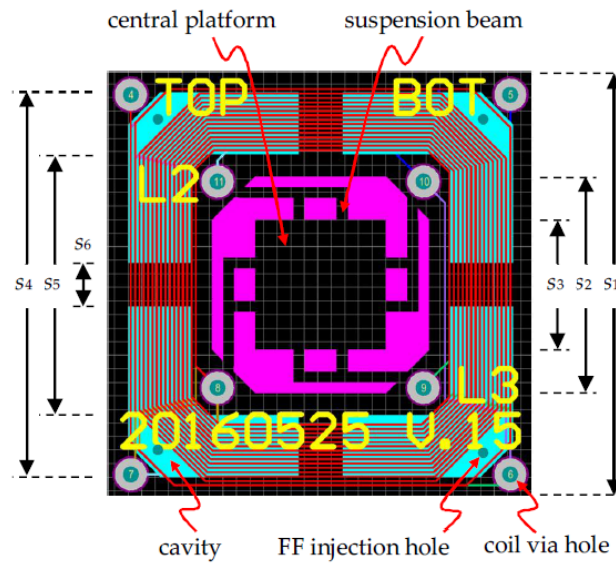 central platform suspension beam
4 TOP BOT 5
L2 11 10
S6
S4 S5 S3 S2 S1
8 9 L3
20160525 V.15
7 6
cavity FF injection hole coil via hole